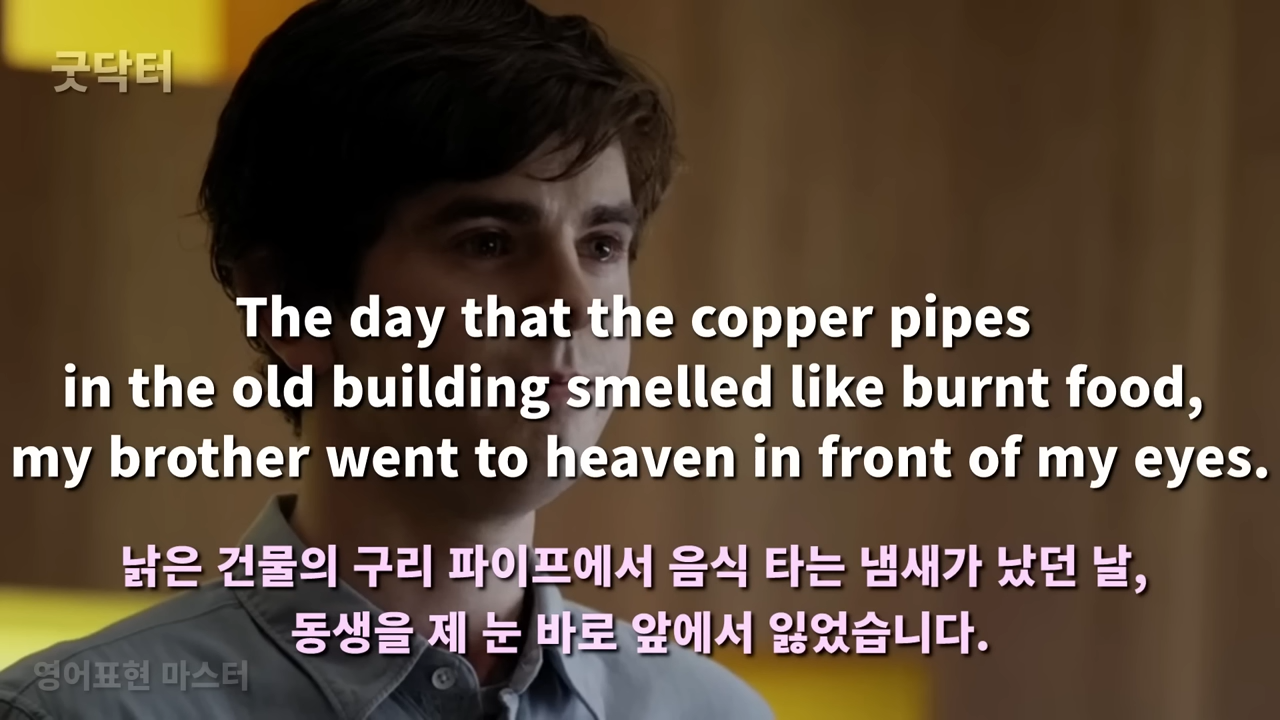 굿닥터
The day that the copper pipes
in the old building smelled like burnt food,
my brother went to heaven in front of my eyes.
낡은 건물의 구리 파이프에서 음식 타는 냄새가 났던 날,
동생을 제 눈 바로 앞에서 잃었습니다.
영어표현 마스터